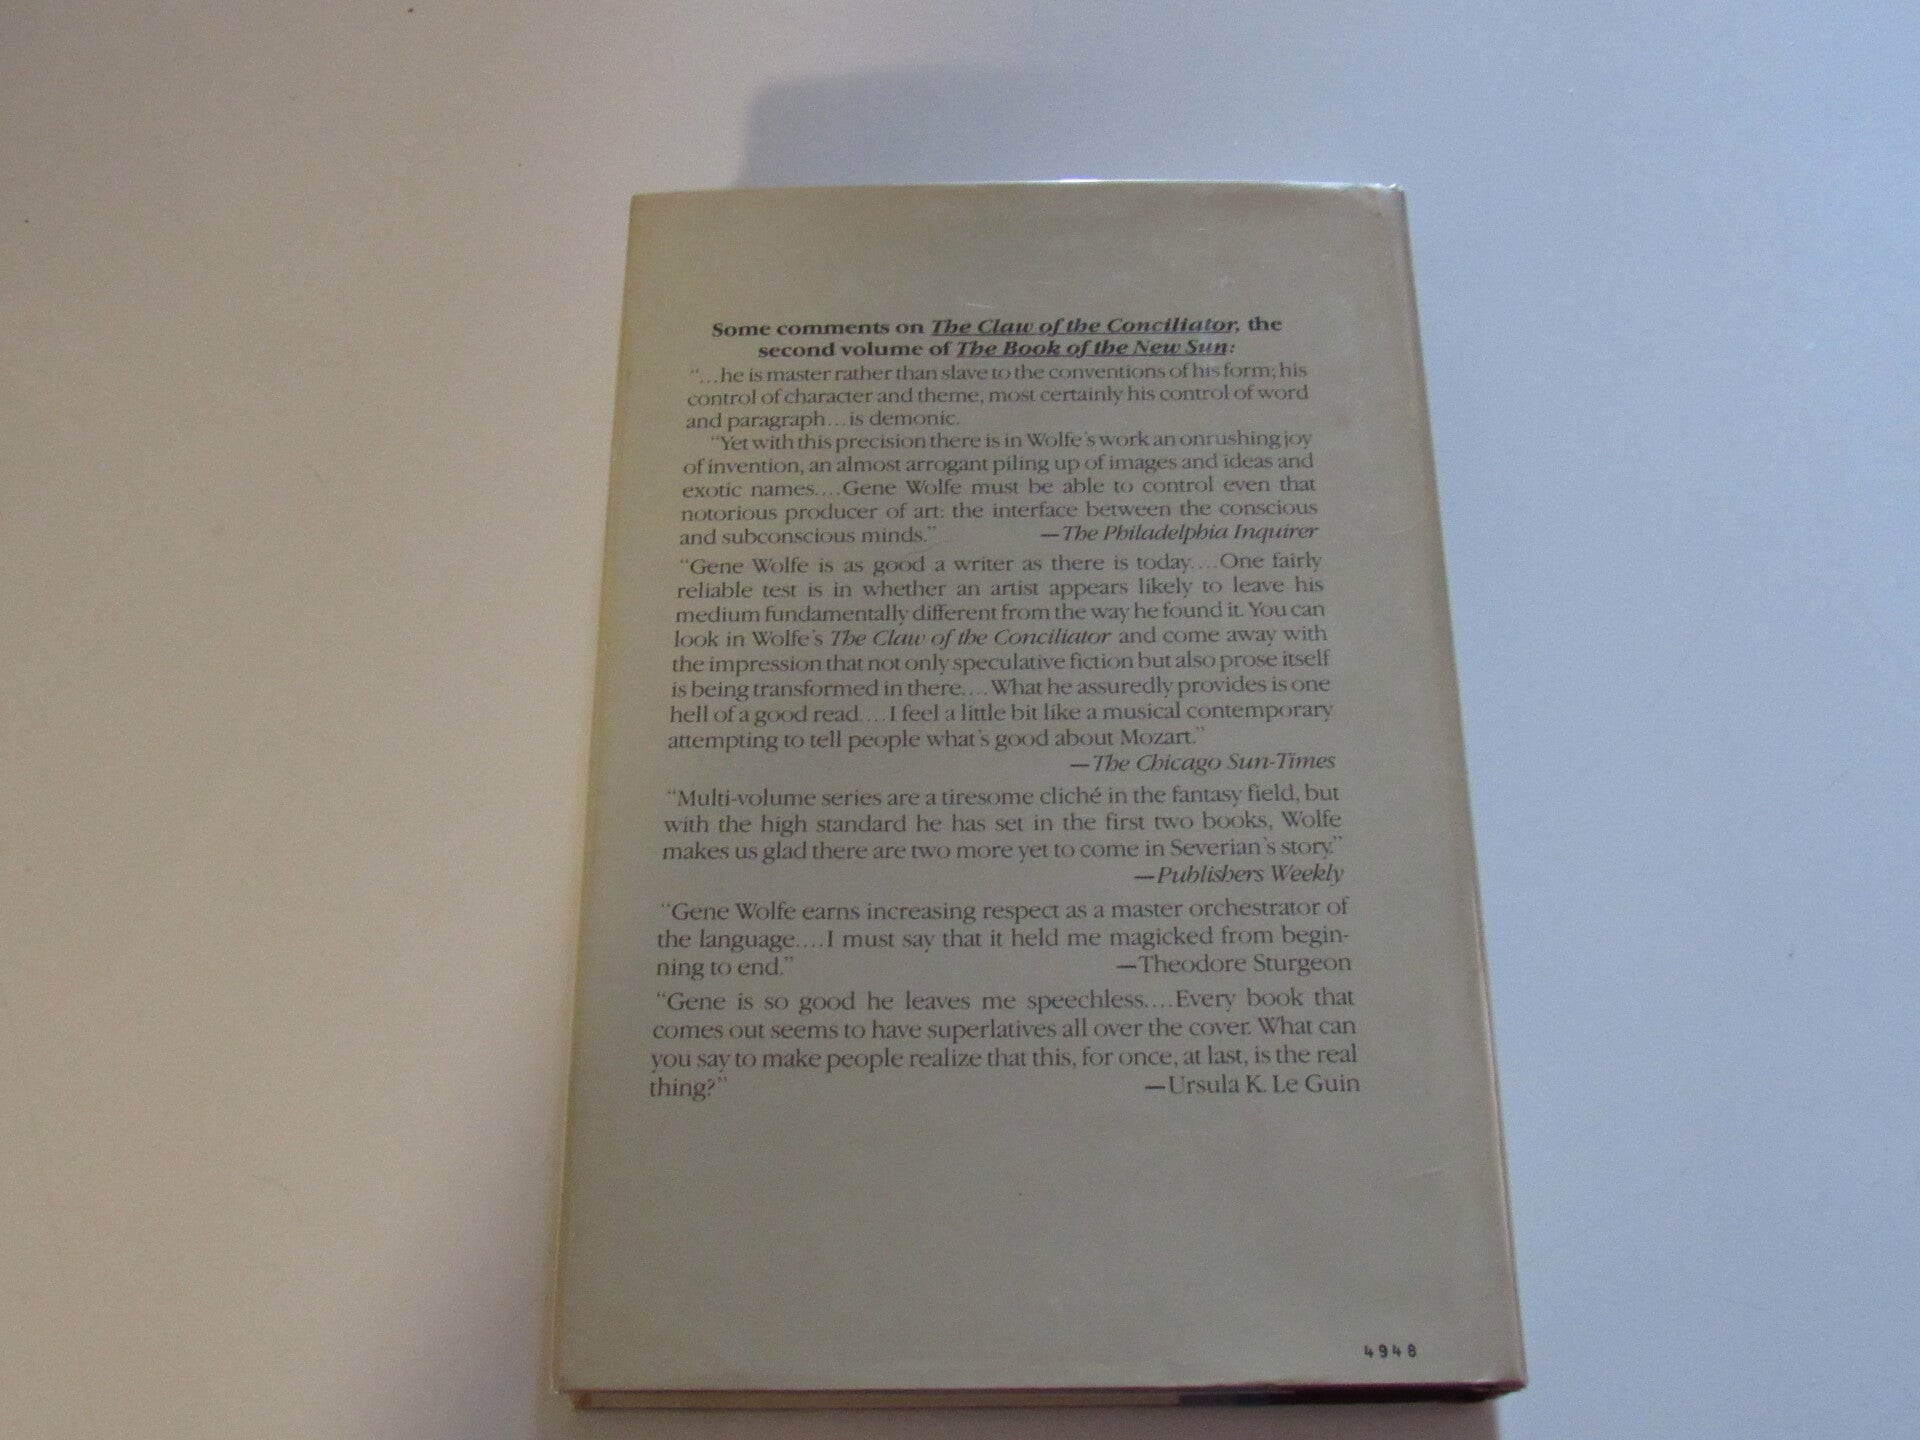 Some comments on The Claw of the Conciliator, the
second volume of The Book of the New Sun:
“...he is master rather than slave to the conventions of his form; his
control of character and theme, most certainly his control of word
and paragraph...is demonic.
“Yet with this precision there is in Wolfe’s work an onrushing joy
of invention, an almost arrogant piling up of images and ideas and
exotic names....Gene Wolfe must be able to control even that
notorious producer of art: the interface between the conscious
and subconscious minds.” —The Philadelphia Inquirer
“Gene Wolfe is as good a writer as there is today....One fairly
reliable test is in whether an artist appears likely to leave his
medium fundamentally different from the way he found it. You can
look in Wolfe’s The Claw of the Conciliator and come away with
the impression that not only speculative fiction but also prose itself
is being transformed in there....What he assuredly provides is one
hell of a good read....I feel a little bit like a musical contemporary
attempting to tell people what’s good about Mozart.”
—The Chicago Sun-Times
“Multi-volume series are a tiresome cliché in the fantasy field, but
with the high standard he has set in the first two books, Wolfe
makes us glad there are two more yet to come in Severian’s story.”
—Publishers Weekly
“Gene Wolfe earns increasing respect as a master orchestrator of
the language....I must say that it held me magicked from begin-
ning to end.” —Theodore Sturgeon
“Gene is so good he leaves me speechless....Every book that
comes out seems to have superlatives all over the cover. What can
you say to make people realize that this, for once, at last, is the real
thing?” —Ursula K. Le Guin
4948